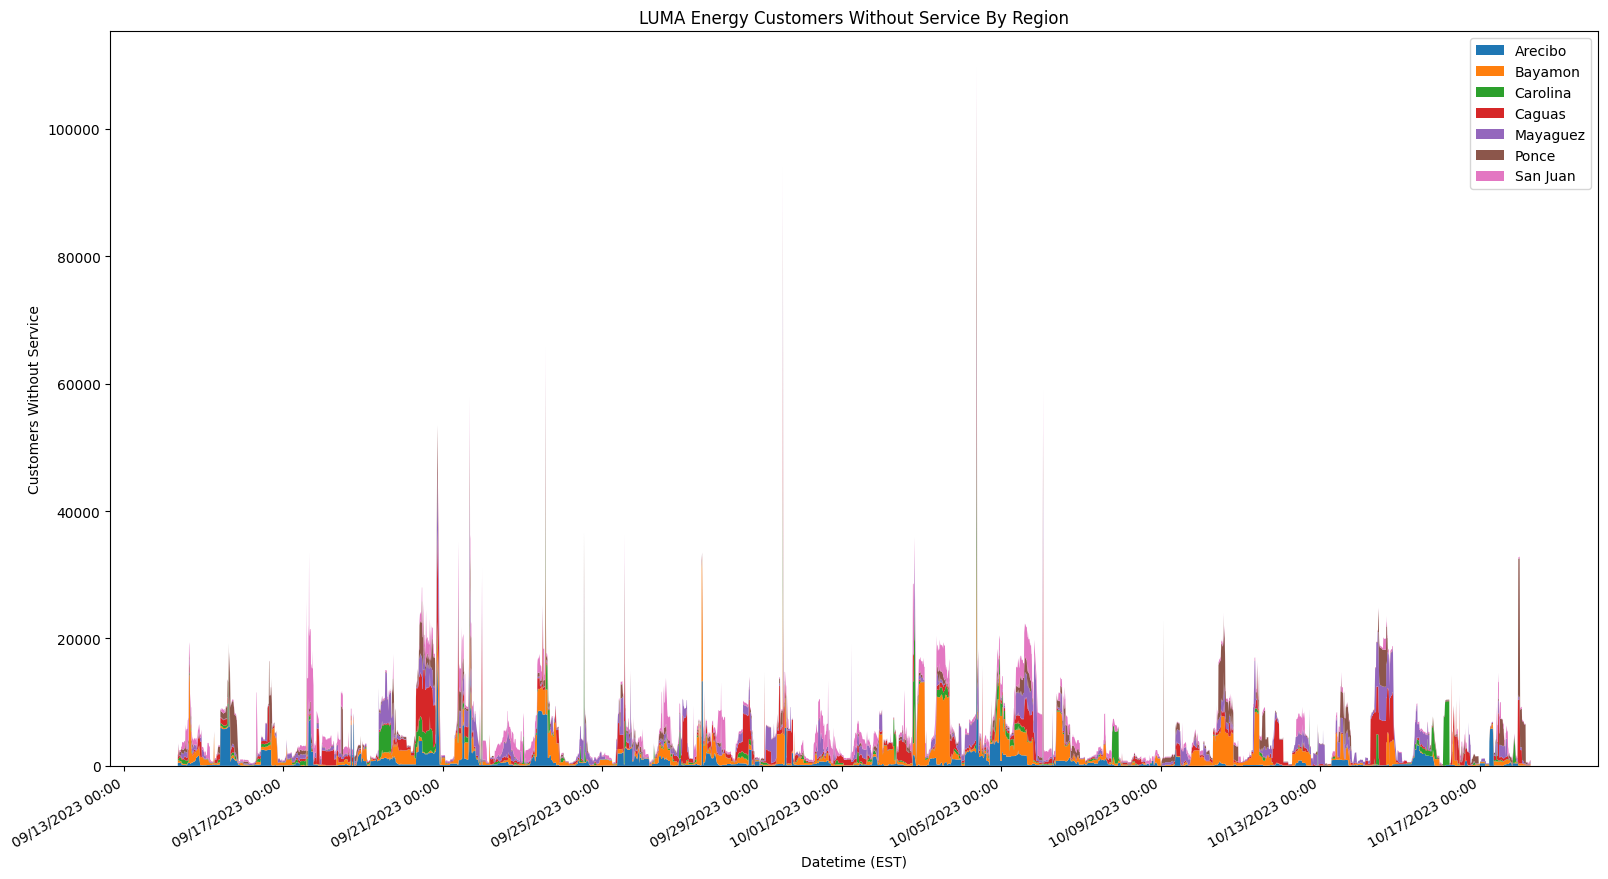 LUMA Energy Customers Without Service By Region
Arecibo
Bayamon
Carolina
Caguas
Mayaguez
Ponce
San Juan
Customers Without Service
100000
80000
60000
40000
20000
0
09/13/2023 00:00
09/17/2023 00:00
09/21/2023 00:00
09/25/2023 00:00
09/29/2023 00:00
10/01/2023 00:00
10/05/2023 00:00
10/09/2023 00:00
10/13/2023 00:00
10/17/2023 00:00
Datetime (EST)